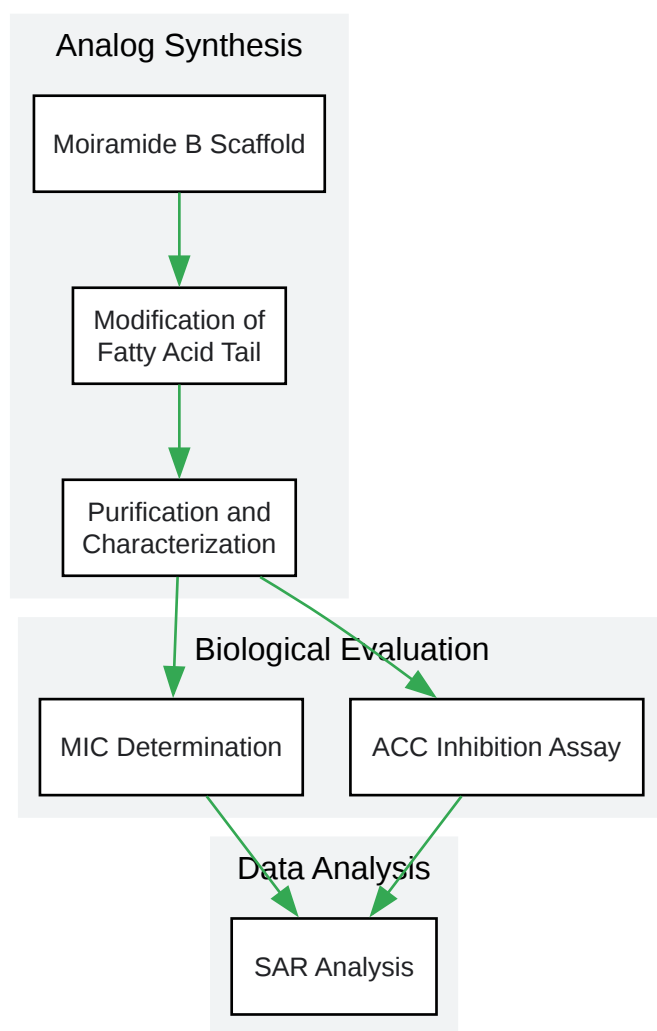 Analog Synthesis
Moiramide B Scaffold
Modification of
Fatty Acid Tail
Purification and
Characterization
Biological Evaluation
MIC Determination
ACC Inhibition Assay
Data Analysis
SAR Analysis